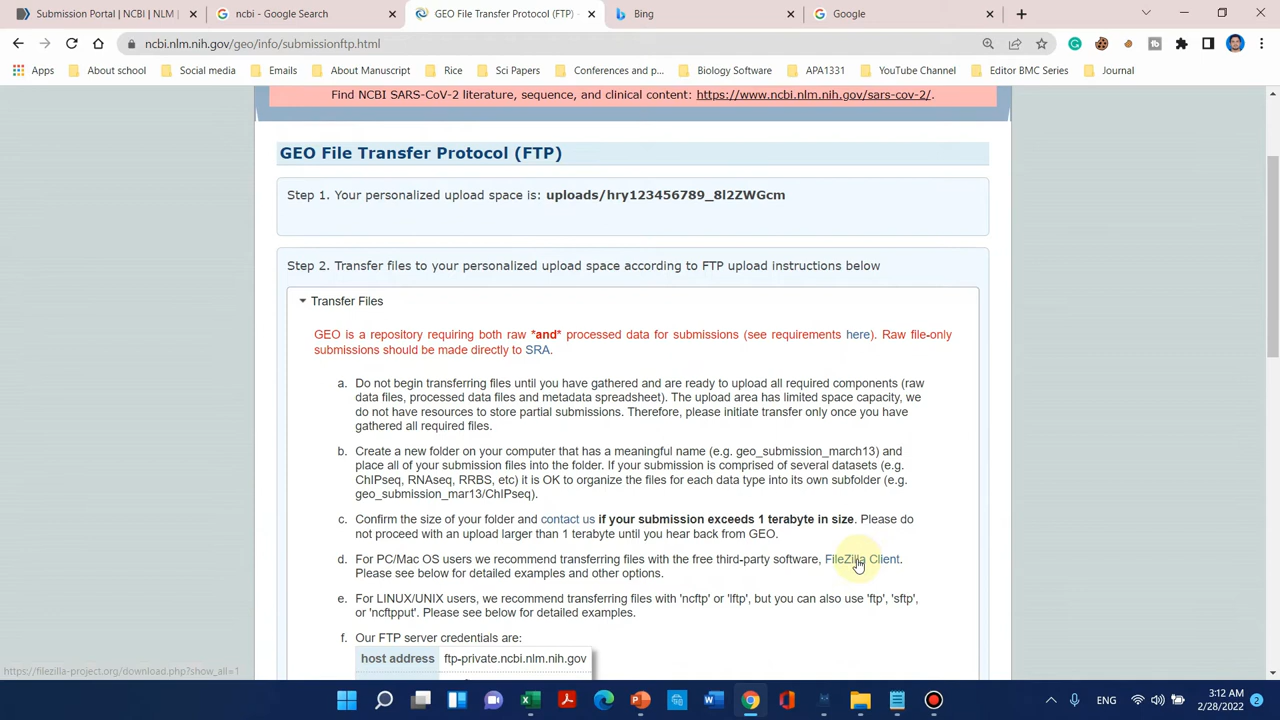 Submission Portal | NCBI | NLM |
ncbi - Google Search
GEO File Transfer Protocol (FTP) -
Bing
Google
ncbi.nlm.nih.gov/geo/info/submissionftp.html
Apps
About school
Social media
Emails
About Manuscript
Rice
Sci Papers
Conferences and p...
Biology Software
APA1331
YouTube Channel
Editor BMC Series
Journal
Find NCBI SARS-CoV-2 literature, sequence, and clinical content: https://www.ncbi.nlm.nih.gov/sars-cov-2/.
GEO File Transfer Protocol (FTP)
Step 1. Your personalized upload space is: uploads/hry123456789_8l2ZWGcm
Step 2. Transfer files to your personalized upload space according to FTP upload instructions below
Transfer Files
GEO is a repository requiring both raw *and* processed data for submissions (see requirements here). Raw file-only
submissions should be made directly to SRA.
a. Do not begin transferring files until you have gathered and are ready to upload all required components (raw
data files, processed data files and metadata spreadsheet). The upload area has limited space capacity, we
do not have resources to store partial submissions. Therefore, please initiate transfer only once you have
gathered all required files.
b. Create a new folder on your computer that has a meaningful name (e.g. geo_submission_march13) and
place all of your submission files into the folder. If your submission is comprised of several datasets (e.g.
ChIPseq, RNAseq, RRBS, etc) it is OK to organize the files for each data type into its own subfolder (e.g.
geo_submission_mar13/ChIPseq).
c. Confirm the size of your folder and contact us if your submission exceeds 1 terabyte in size. Please do
not proceed with an upload larger than 1 terabyte until you hear back from GEO.
d. For PC/Mac OS users we recommend transferring files with the free third-party software, FileZilla Client.
Please see below for detailed examples and other options.
e. For LINUX/UNIX users, we recommend transferring files with 'ncftp' or 'lftp', but you can also use 'ftp', 'sftp',
or 'ncftpput'. Please see below for detailed examples.
f. Our FTP server credentials are:
host address ftp-private.ncbi.nlm.nih.gov
https://filezilla-project.org/download.php?show_all=1
ENG
3:12 AM
2/28/2022
2